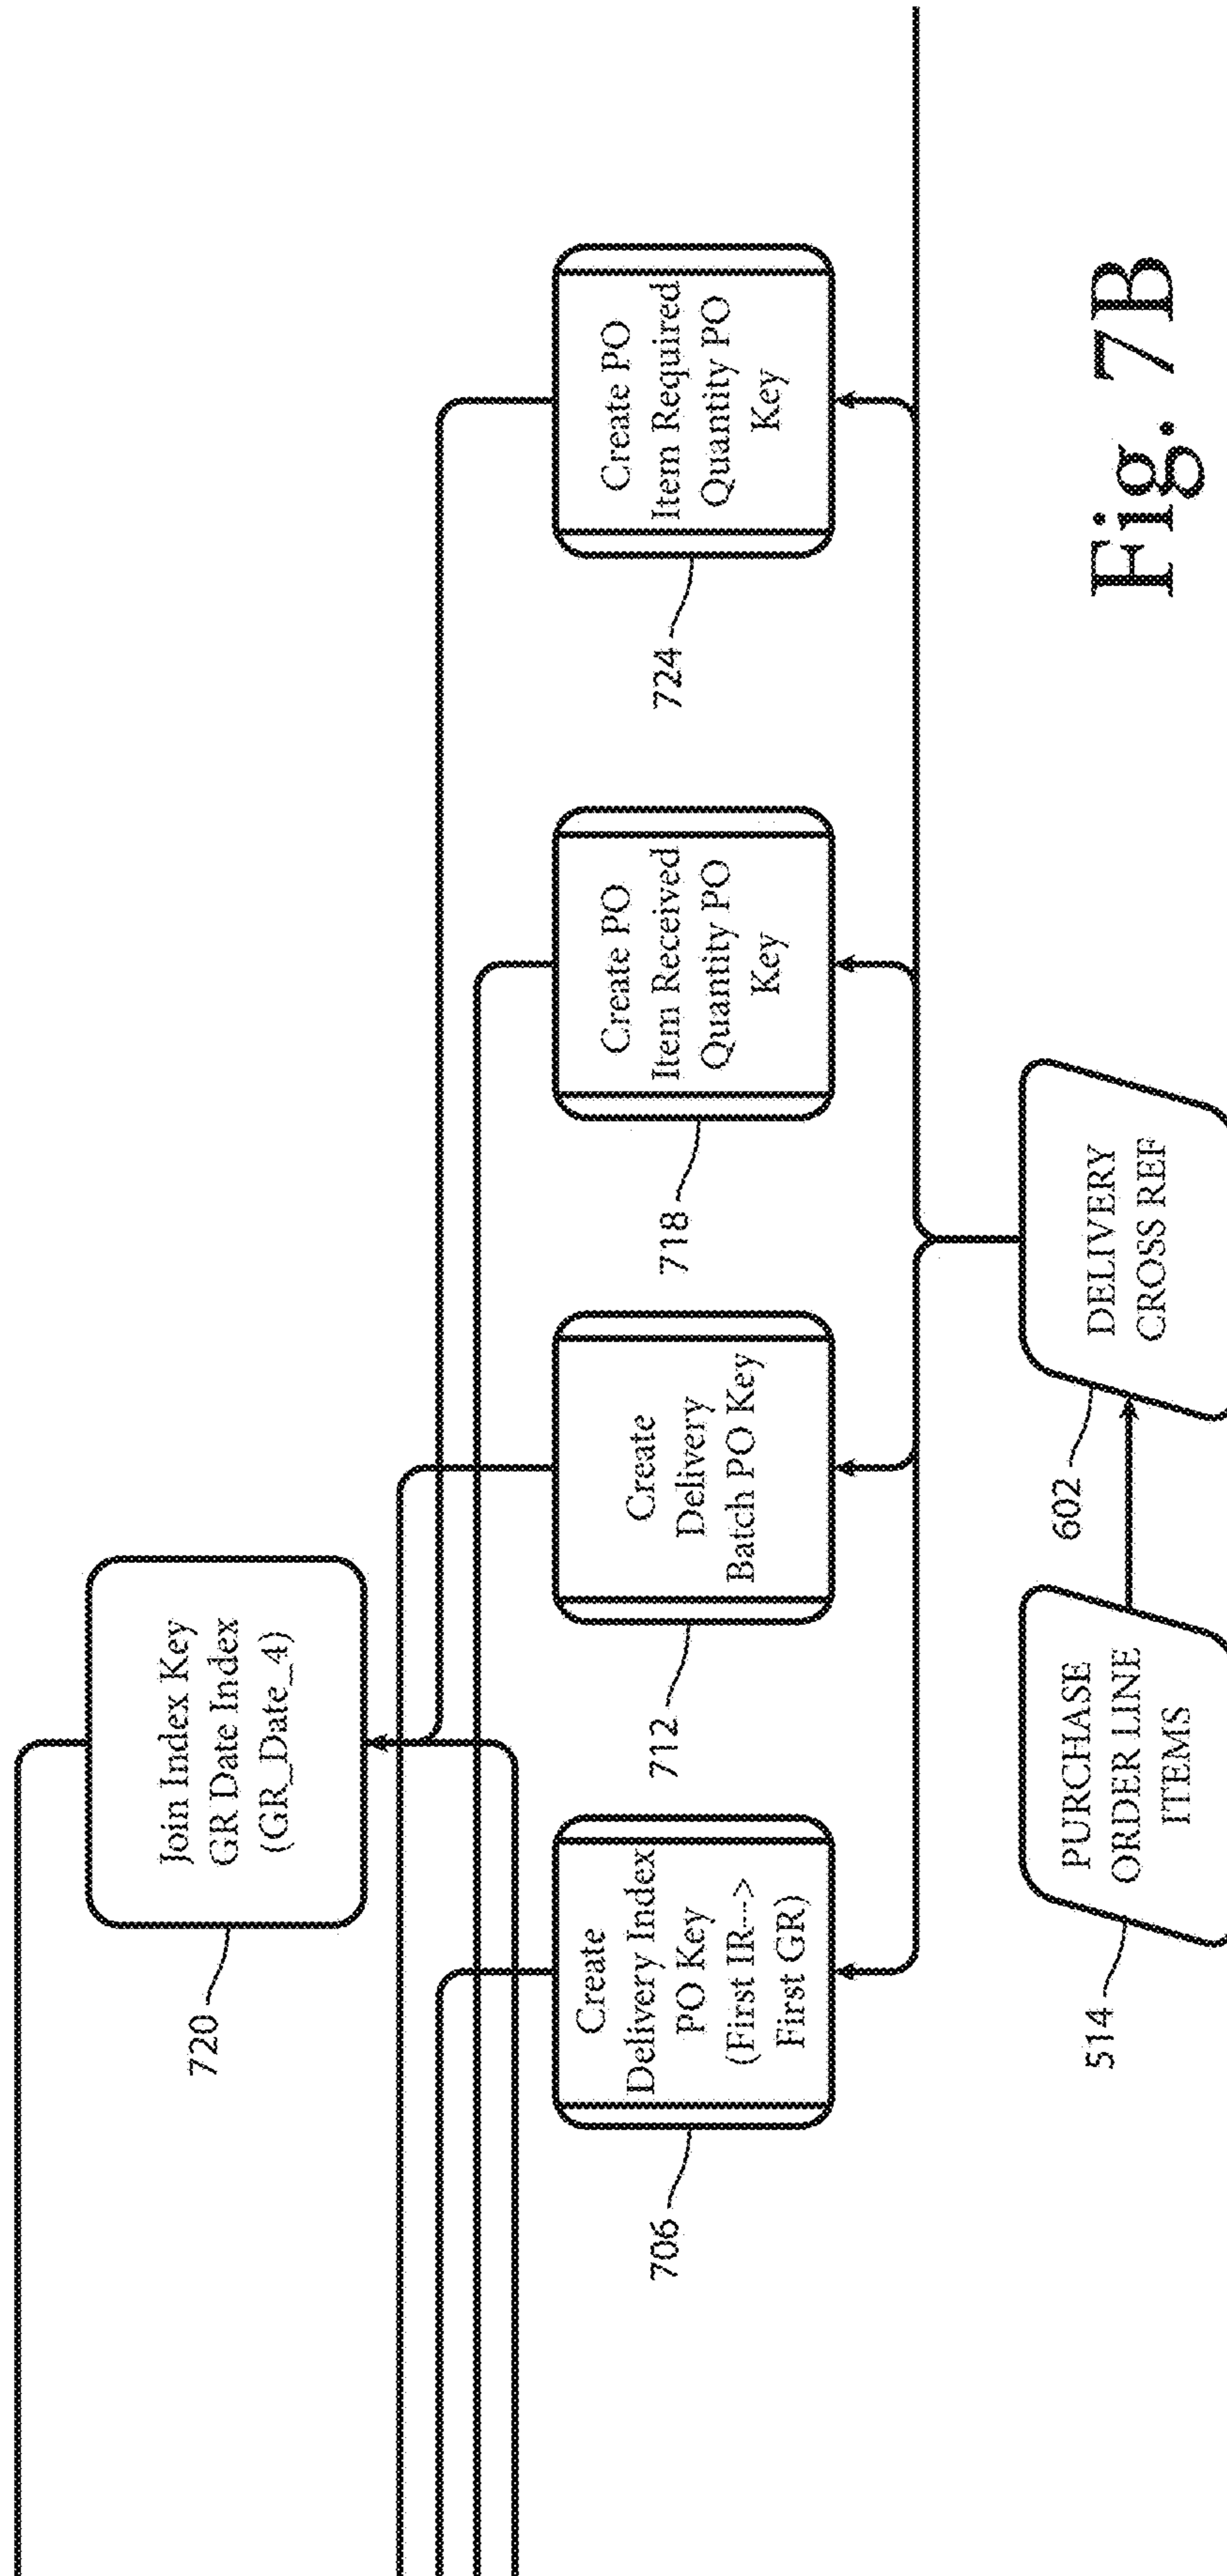 Join Index Key
GR Date Index
(GR_Date_4)
720
Create
Delivery Index
PO Key
(First IR-->
First GR)
706
Create
Delivery
Batch PO Key
712
Create PO
Item Received
Quantity PO
Key
718
Create PO
Item Required
Quantity PO
Key
724
PURCHASE
ORDER LINE
ITEMS
514
DELIVERY
CROSS REF
602
Fig. 7B